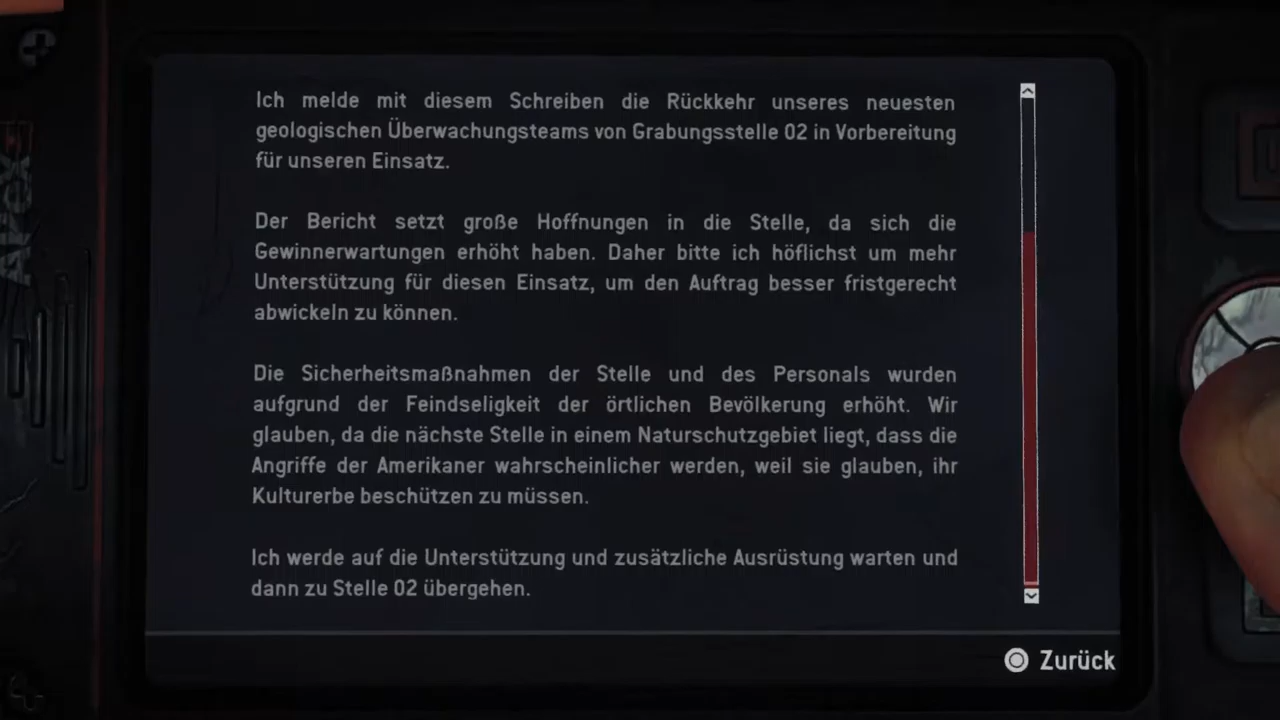 Ich melde mit diesem Schreiben die Rückkehr unseres neuesten
geologischen Überwachungsteams von Grabungsstelle 02 in Vorbereitung
für unseren Einsatz.
Der Bericht setzt große Hoffnungen in die Stelle, da sich die
Gewinnerwartungen erhöht haben. Daher bitte ich höflichst um mehr
Unterstützung für diesen Einsatz, um den Auftrag besser fristgerecht
abwickeln zu können.
Die Sicherheitsmaßnahmen der Stelle und des Personals wurden
aufgrund der Feindseligkeit der örtlichen Bevölkerung erhöht. Wir
glauben, da die nächste Stelle in einem Naturschutzgebiet liegt, dass die
Angriffe der Amerikaner wahrscheinlicher werden, weil sie glauben, ihr
Kulturerbe beschützen zu müssen.
Ich werde auf die Unterstützung und zusätzliche Ausrüstung warten und
dann zu Stelle 02 übergehen.
Zurück